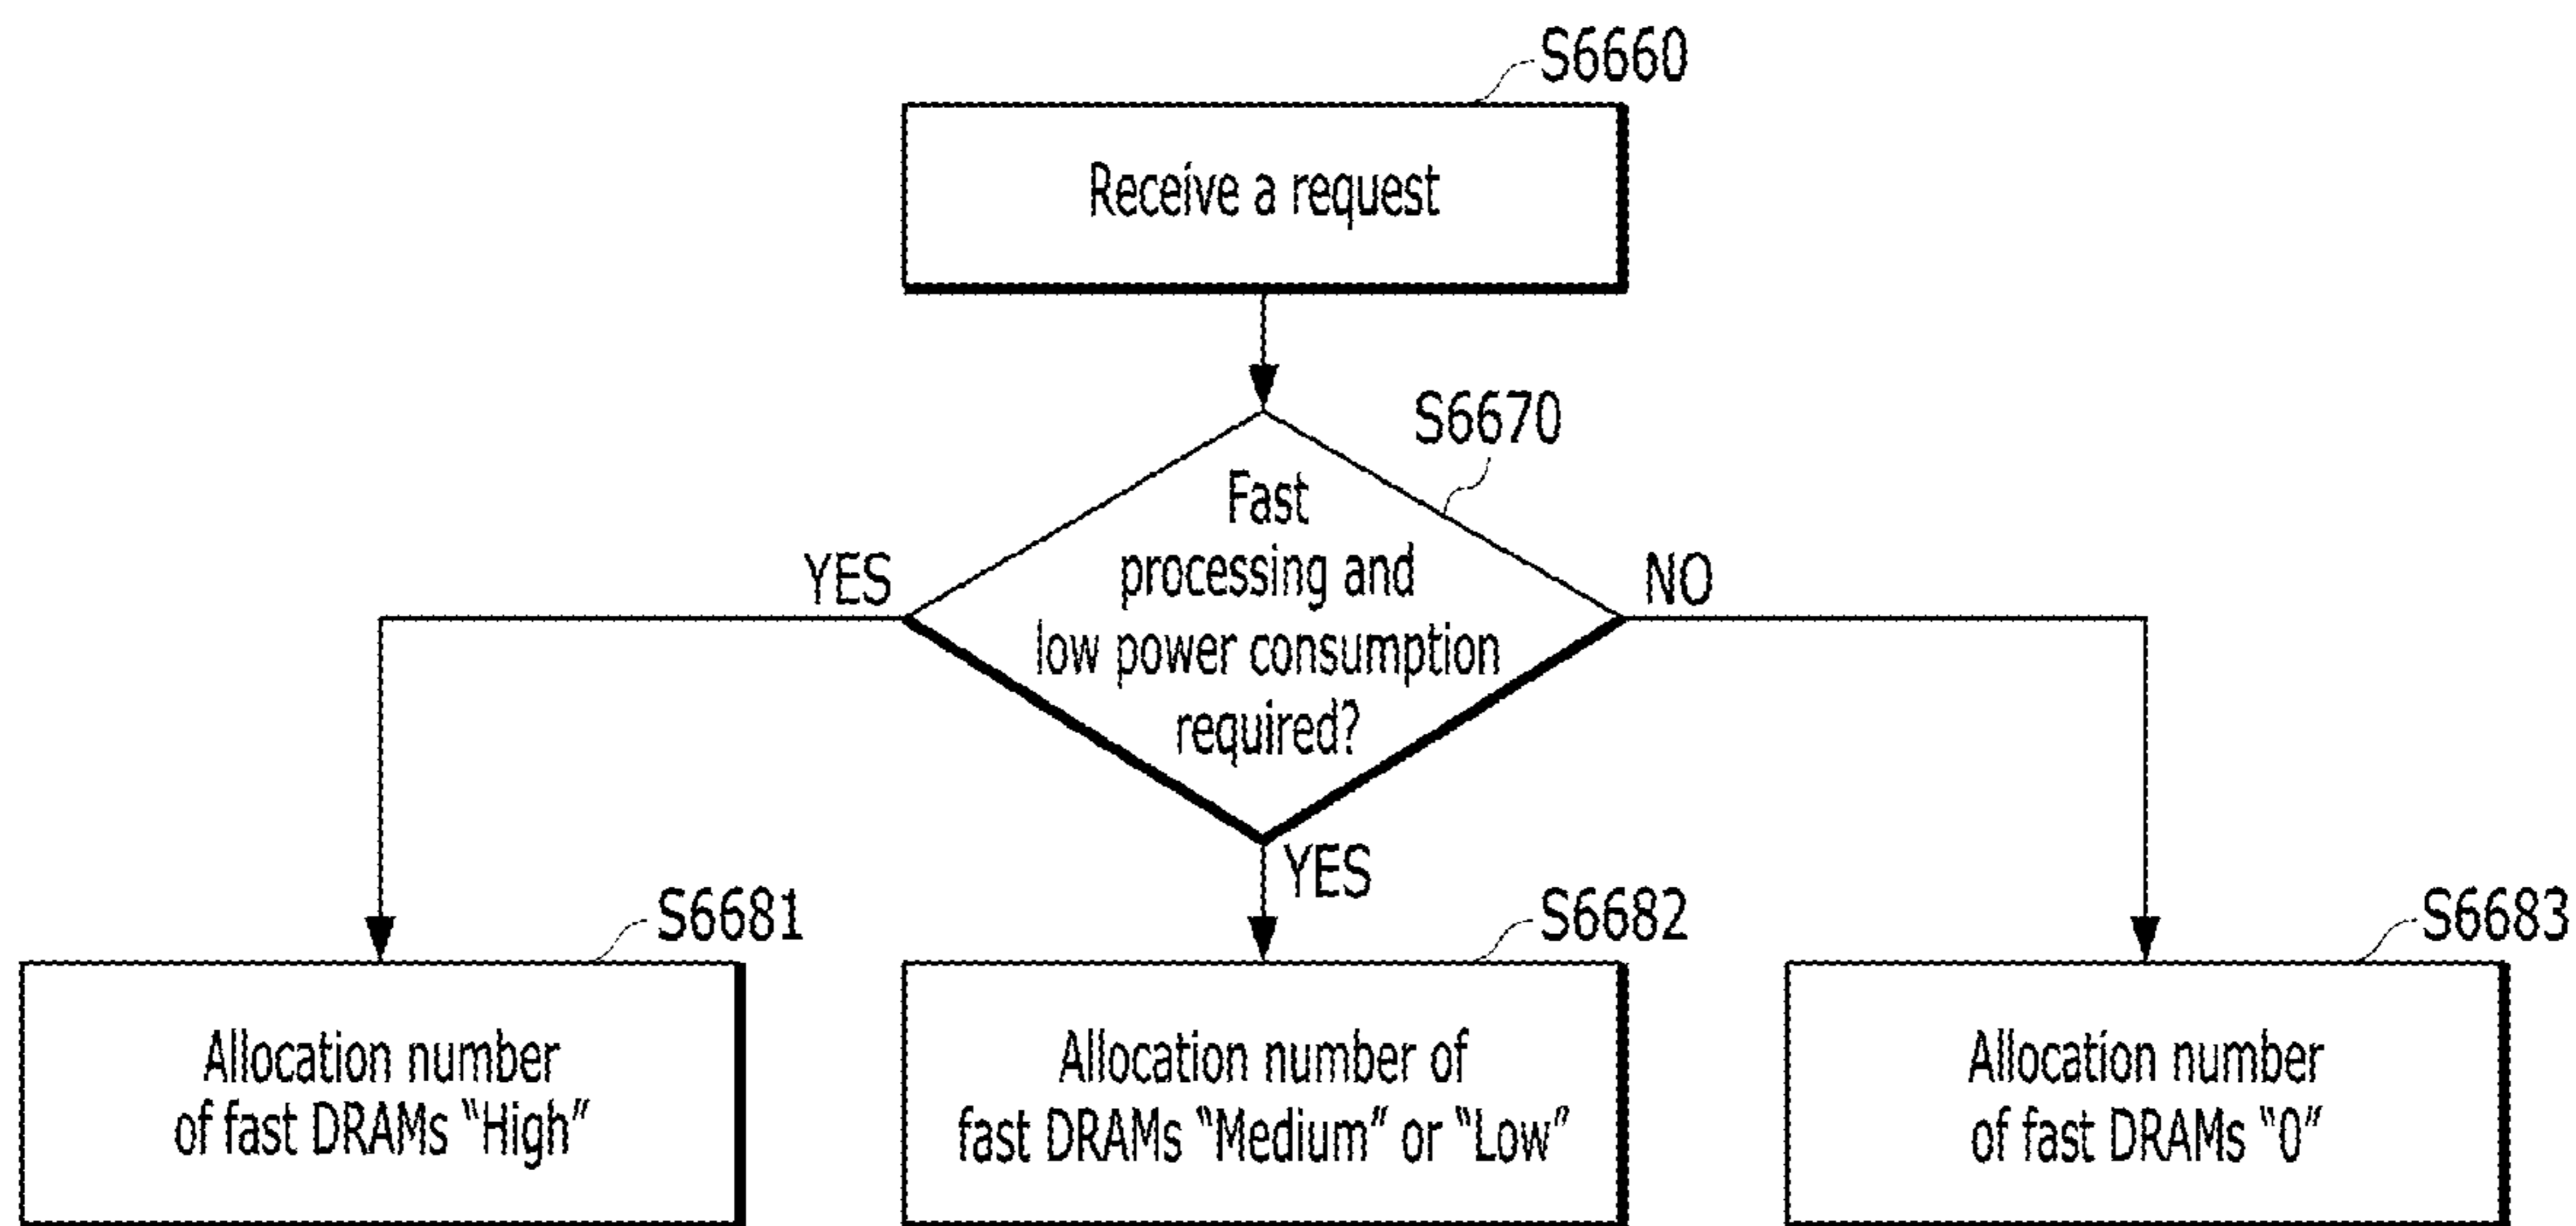 S6660
Receive a request
S6670
Fast
processing and
low power consumption
required?
YES
NO
YES
S6681
S6682
S6683
Allocation number
of fast DRAMs “High”
Allocation number of
fast DRAMs “Medium” or “Low”
Allocation number
of fast DRAMs “0”